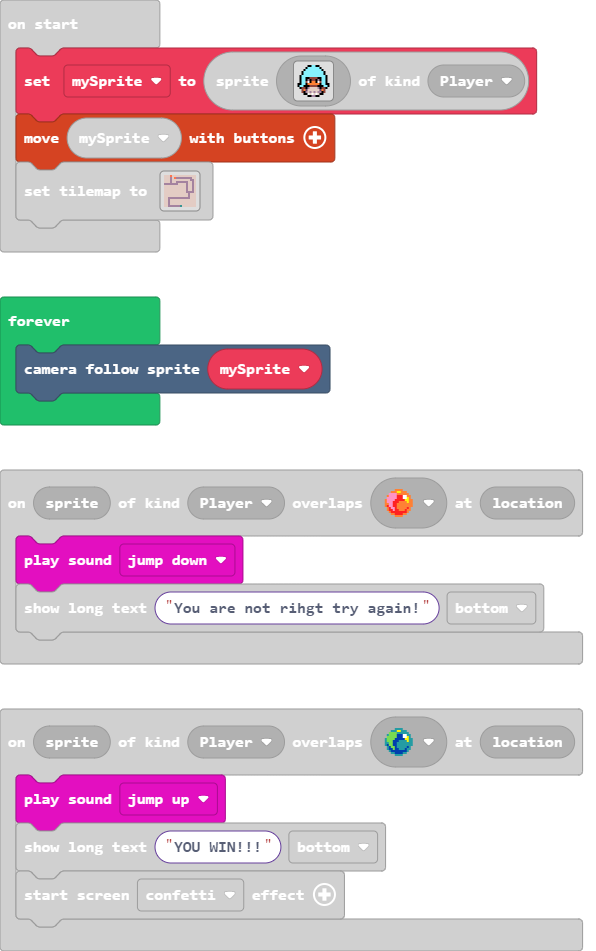 on start
set mySprite to sprite of kind Player
move mySprite with buttons
set tilemap to
forever
camera follow sprite mySprite
on sprite of kind Player overlaps at location
play sound jump down
show long text "You are not rihgt try again!" bottom
on sprite of kind Player overlaps at location
play sound jump up
show long text "YOU WIN!!!" bottom
start screen confetti effect